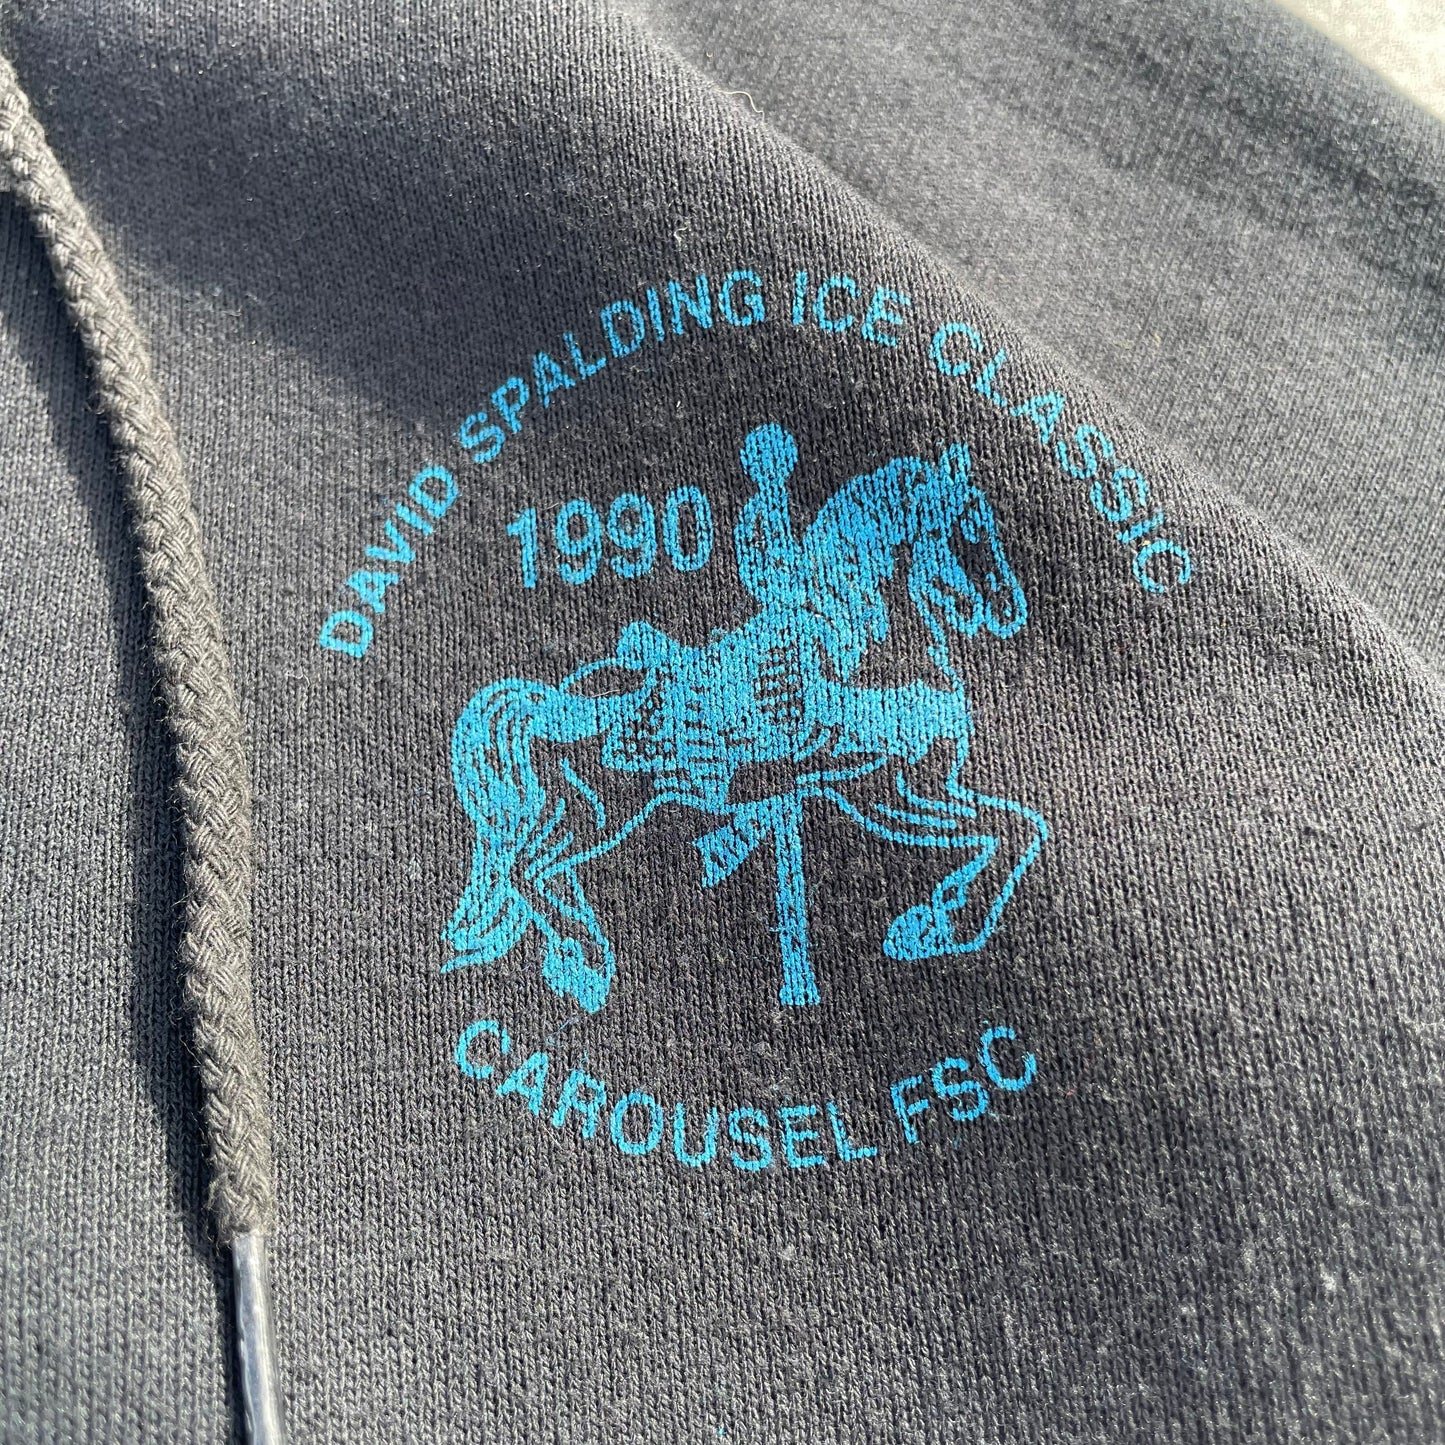 DAVID SPALDING ICE CLASSIC
1990
CAROUSEL FSC